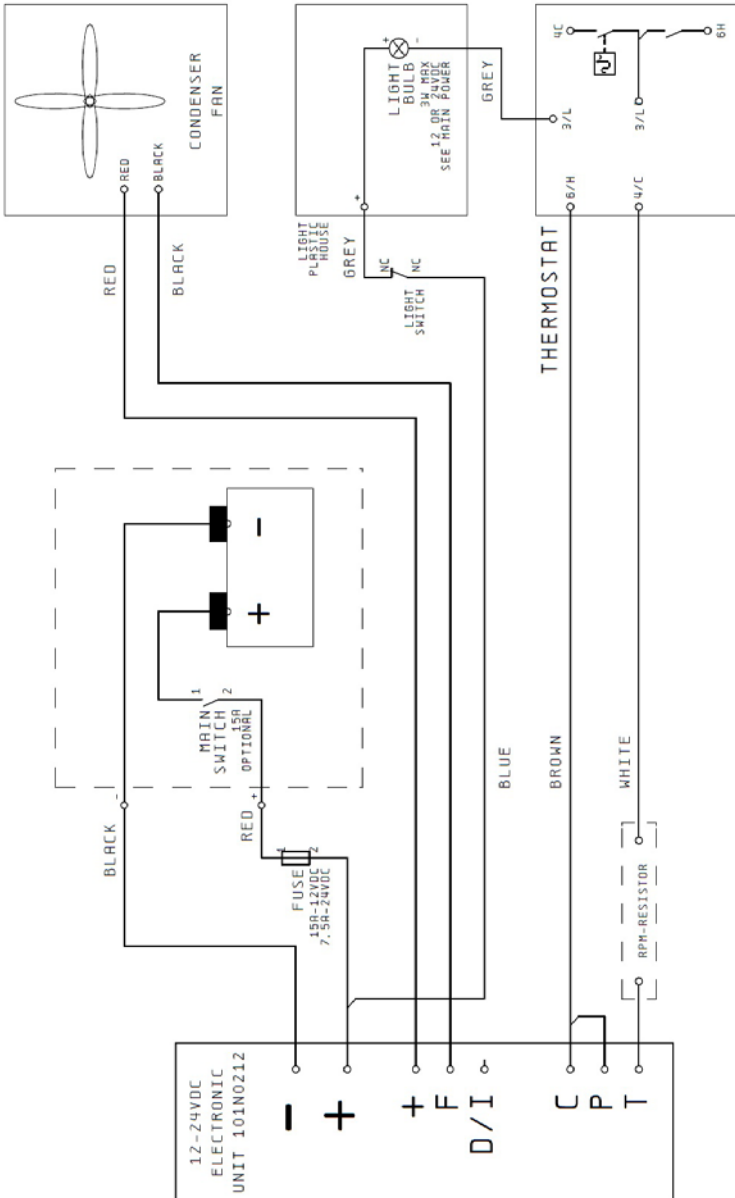 CONDENSER
FAN
RED
BLACK
RED
BLACK
+
-
LIGHT
BULB
3W MAX
12 OR 24VDC
SEE MAIN POWER
GREY
+
LIGHT
PLASTIC
HOUSE
GREY
NC
NC
LIGHT
SWITCH
4C
6H
3/L
3/L
6/H
4/C
THERMOSTAT
-
+
1
2
MAIN
SWITCH
15A
OPTIONAL
-
BLACK
+
RED
1
2
FUSE
15A-12VDC
7.5A-24VDC
BLUE
BROWN
WHITE
RPM-RESISTOR
12-24VDC
ELECTRONIC
UNIT 101N0212
-
+
+
F
D/I
C
P
T